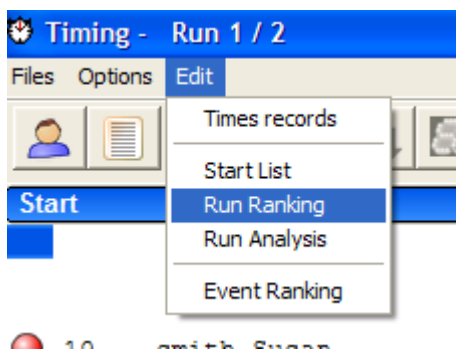 Timing - Run 1 / 2
Files Options Edit
Times records
Start List
Start
Run Ranking
Run Analysis
Event Ranking